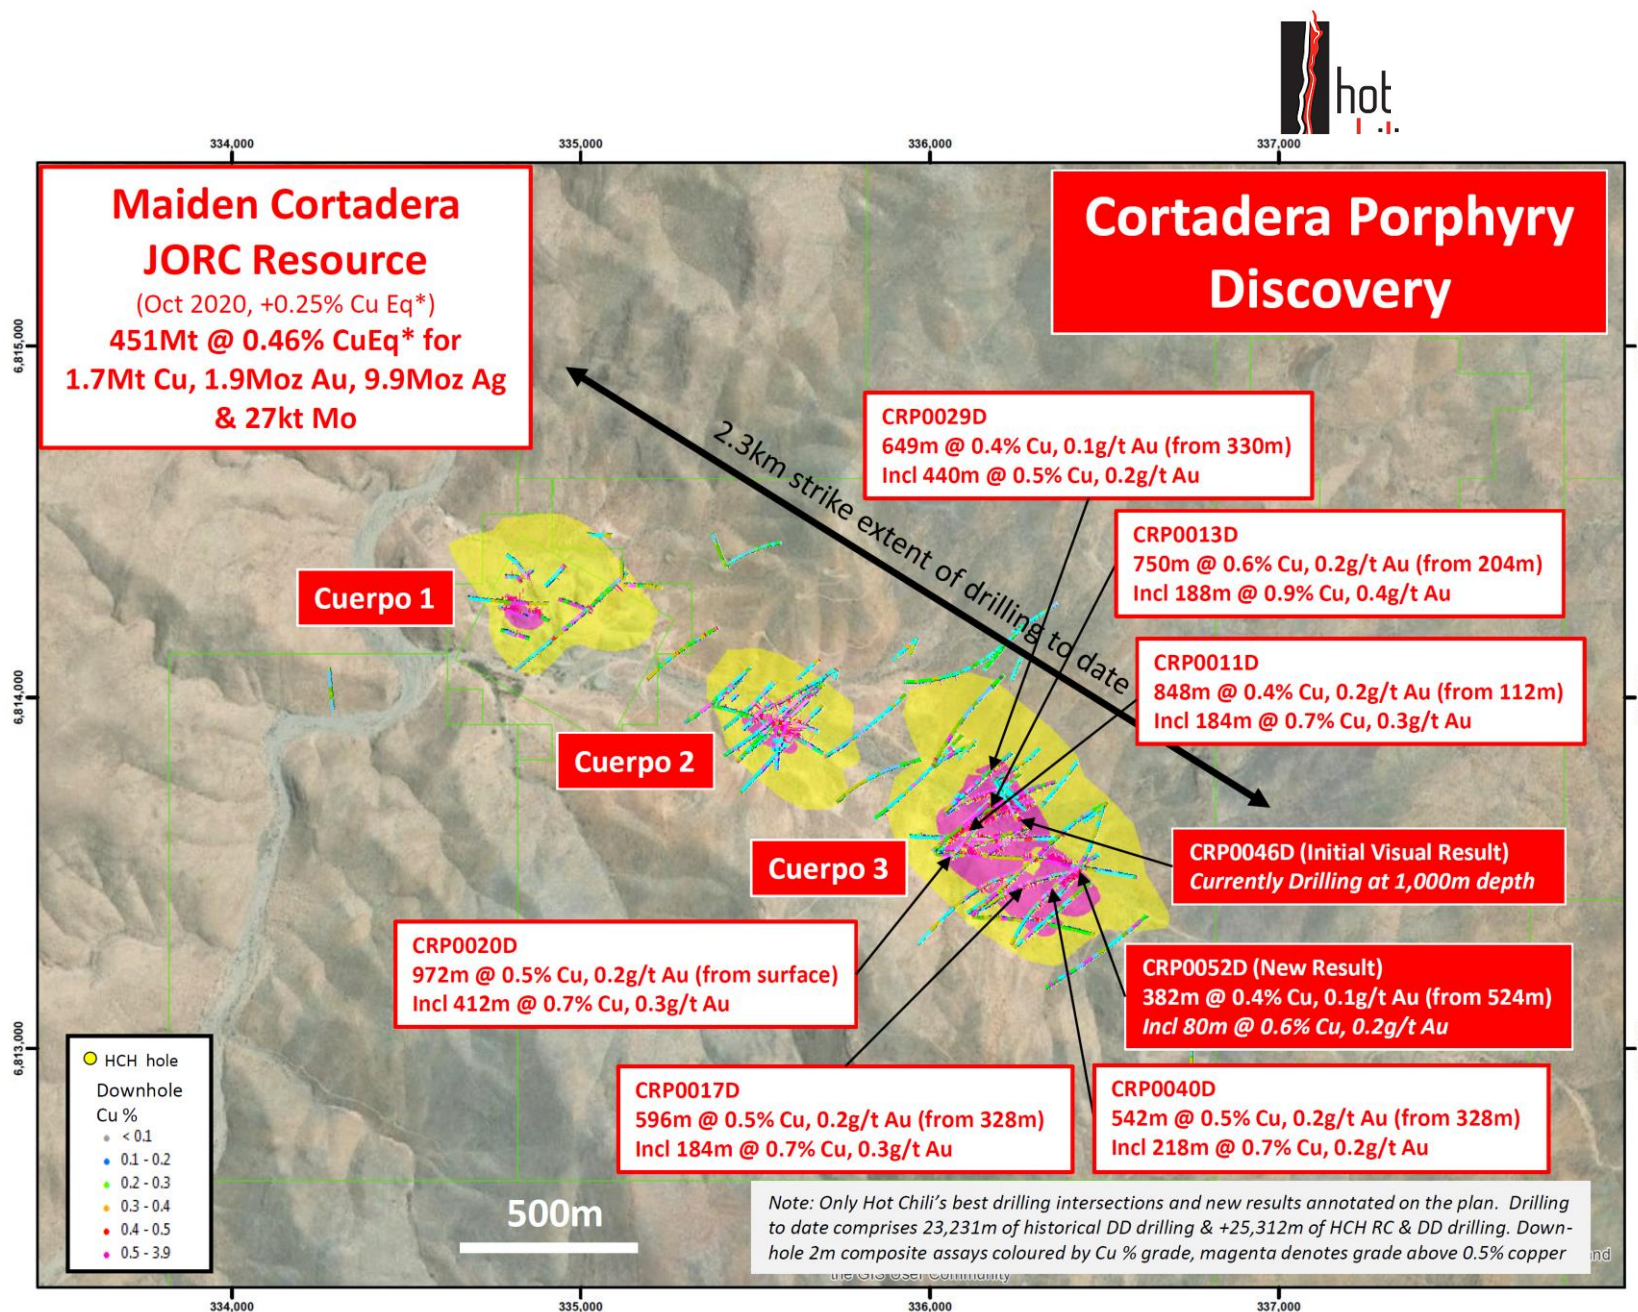 hot
334,000
335,000
336,000
337,000
Maiden Cortadera
JORC Resource
(Oct 2020, +0.25% Cu Eq*)
451Mt @ 0.46% CuEq* for
1.7Mt Cu, 1.9Moz Au, 9.9Moz Ag
& 27kt Mo
Cortadera Porphyry
Discovery
6,815,000
6,814,000
6,813,000
2.3km strike extent of drilling to date
CRP0029D
649m @ 0.4% Cu, 0.1g/t Au (from 330m)
Incl 440m @ 0.5% Cu, 0.2g/t Au
CRP0013D
750m @ 0.6% Cu, 0.2g/t Au (from 204m)
Incl 188m @ 0.9% Cu, 0.4g/t Au
CRP0011D
848m @ 0.4% Cu, 0.2g/t Au (from 112m)
Incl 184m @ 0.7% Cu, 0.3g/t Au
Cuerpo 1
Cuerpo 2
Cuerpo 3
CRP0046D (Initial Visual Result)
Currently Drilling at 1,000m depth
CRP0020D
972m @ 0.5% Cu, 0.2g/t Au (from surface)
Incl 412m @ 0.7% Cu, 0.3g/t Au
CRP0052D (New Result)
382m @ 0.4% Cu, 0.1g/t Au (from 524m)
Incl 80m @ 0.6% Cu, 0.2g/t Au
CRP0017D
596m @ 0.5% Cu, 0.2g/t Au (from 328m)
Incl 184m @ 0.7% Cu, 0.3g/t Au
CRP0040D
542m @ 0.5% Cu, 0.2g/t Au (from 328m)
Incl 218m @ 0.7% Cu, 0.2g/t Au
HCH hole
Downhole
Cu %
< 0.1
0.1 - 0.2
0.2 - 0.3
0.3 - 0.4
0.4 - 0.5
0.5 - 3.9
500m
Note: Only Hot Chili's best drilling intersections and new results annotated on the plan. Drilling
to date comprises 23,231m of historical DD drilling & +25,312m of HCH RC & DD drilling. Down-
hole 2m composite assays coloured by Cu % grade, magenta denotes grade above 0.5% copper
the GIS User Community
334,000
335,000
336,000
337,000